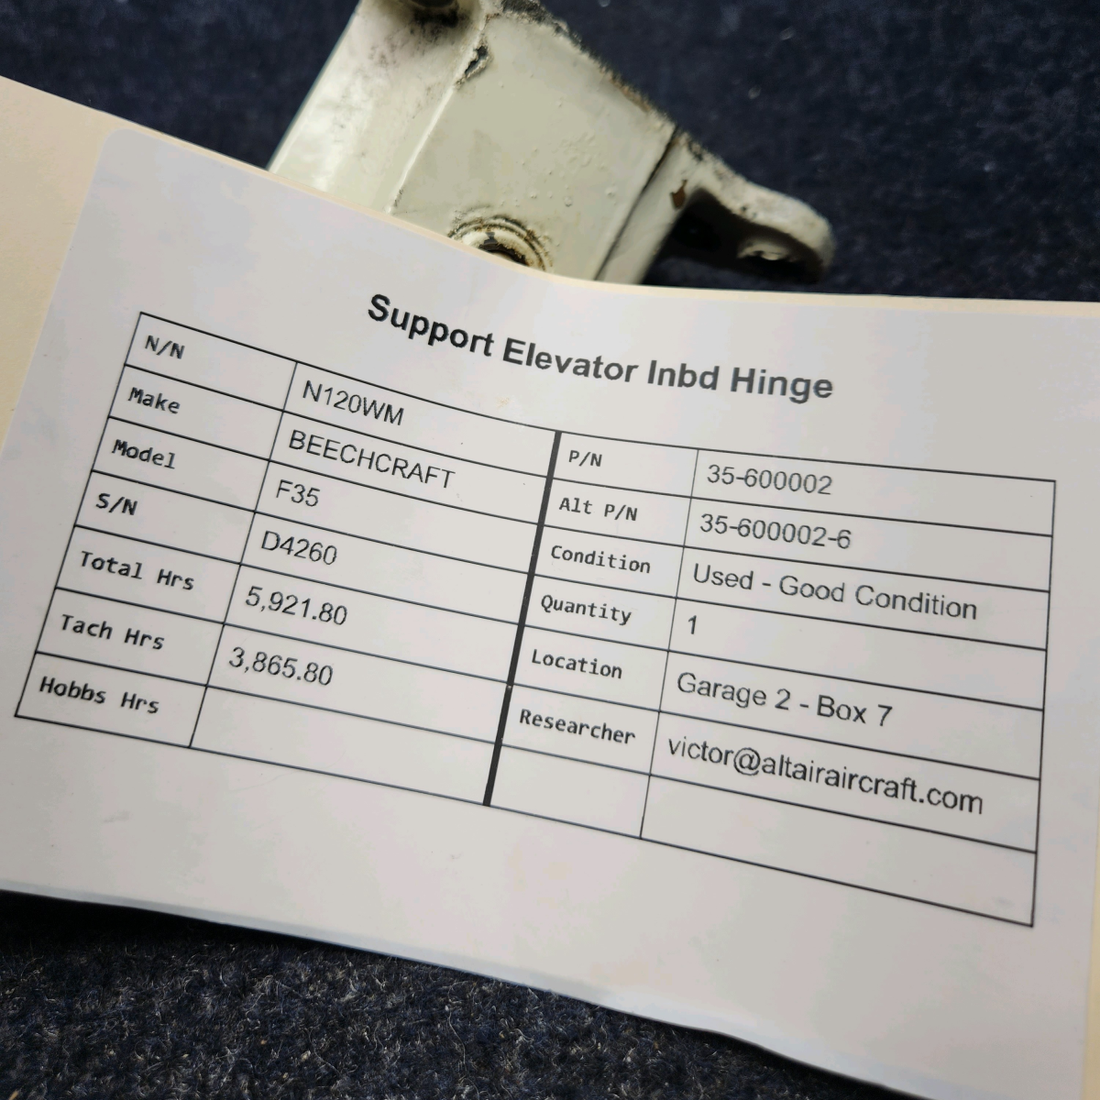 Support Elevator Inbd Hinge
N/N N120WM
Make BEECHCRAFT
Model F35
S/N D4260
Total Hrs 5,921.80
Tach Hrs 3,865.80
Hobbs Hrs
P/N 35-600002
Alt P/N 35-600002-6
Condition Used - Good Condition
Quantity 1
Location Garage 2 - Box 7
Researcher victor@altairaircraft.com